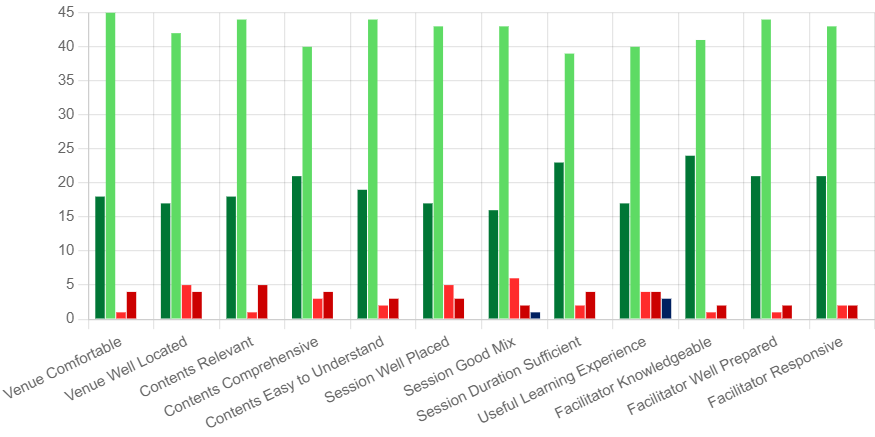 45
40
35
30
25
20
15
10
5
0
Venue Comfortable
Venue Well Located
Contents Relevant
Contents Comprehensive
Contents Easy to Understand
Session Well Placed
Session Good Mix
Session Duration Sufficient
Useful Learning Experience
Facilitator Knowledgeable
Facilitator Well Prepared
Facilitator Responsive